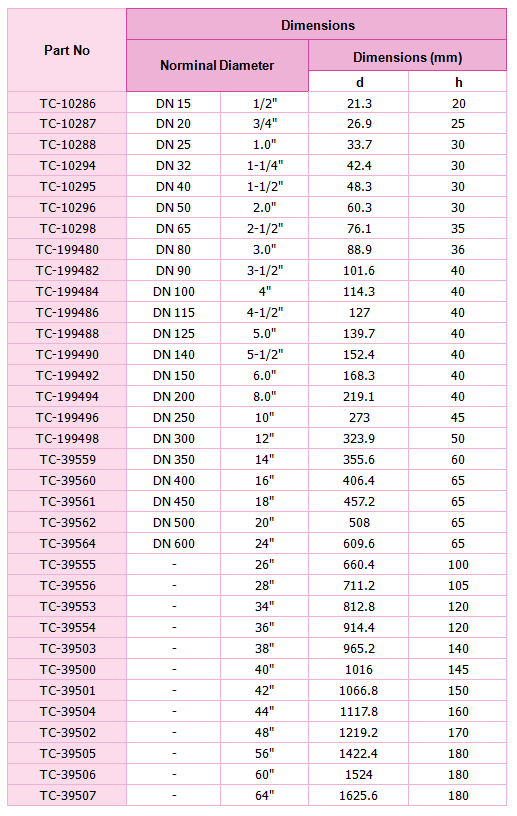 Dimensions
Part No
Norminal Diameter
Dimensions (mm)
d h
TC-10286 DN 15 1/2" 21.3 20
TC-10287 DN 20 3/4" 26.9 25
TC-10288 DN 25 1.0" 33.7 30
TC-10294 DN 32 1-1/4" 42.4 30
TC-10295 DN 40 1-1/2" 48.3 30
TC-10296 DN 50 2.0" 60.3 30
TC-10298 DN 65 2-1/2" 76.1 35
TC-199480 DN 80 3.0" 88.9 36
TC-199482 DN 90 3-1/2" 101.6 40
TC-199484 DN 100 4" 114.3 40
TC-199486 DN 115 4-1/2" 127 40
TC-199488 DN 125 5.0" 139.7 40
TC-199490 DN 140 5-1/2" 152.4 40
TC-199492 DN 150 6.0" 168.3 40
TC-199494 DN 200 8.0" 219.1 40
TC-199496 DN 250 10" 273 45
TC-199498 DN 300 12" 323.9 50
TC-39559 DN 350 14" 355.6 60
TC-39560 DN 400 16" 406.4 65
TC-39561 DN 450 18" 457.2 65
TC-39562 DN 500 20" 508 65
TC-39564 DN 600 24" 609.6 65
TC-39555 - 26" 660.4 100
TC-39556 - 28" 711.2 105
TC-39553 - 34" 812.8 120
TC-39554 - 36" 914.4 120
TC-39503 - 38" 965.2 140
TC-39500 - 40" 1016 145
TC-39501 - 42" 1066.8 150
TC-39504 - 44" 1117.8 160
TC-39502 - 48" 1219.2 170
TC-39505 - 56" 1422.4 180
TC-39506 - 60" 1524 180
TC-39507 - 64" 1625.6 180